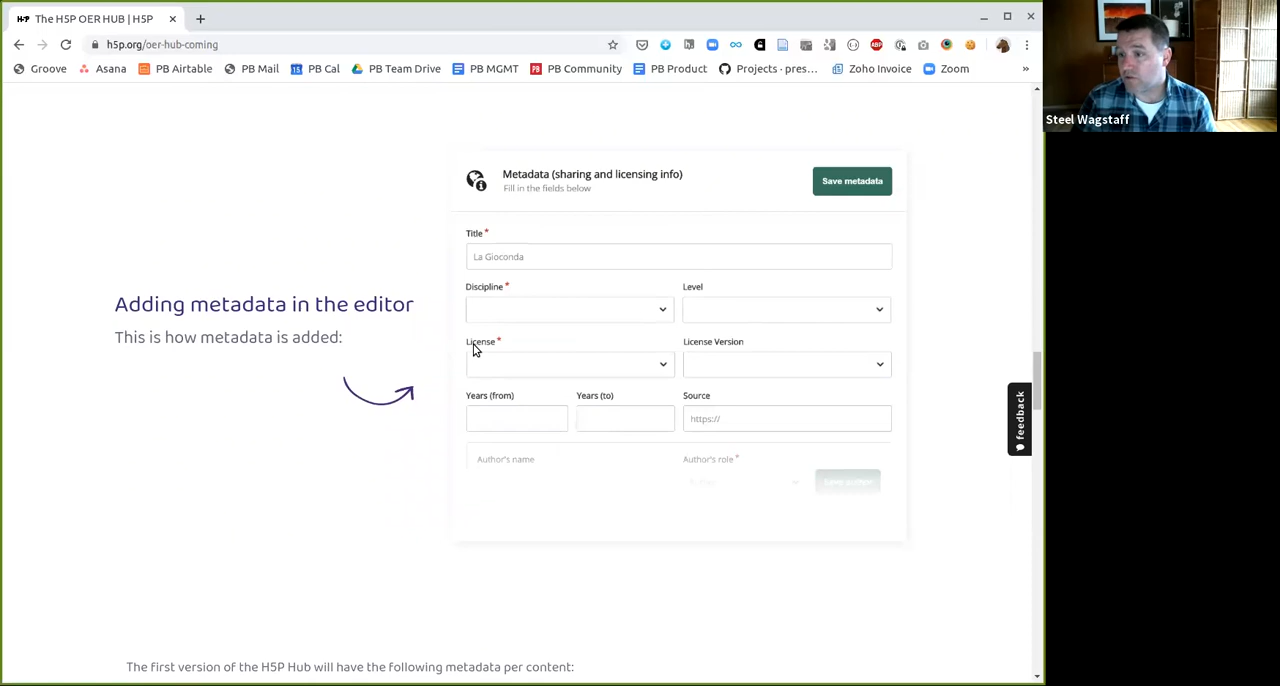 The H5P OER HUB | H5P
h5p.org/oer-hub-coming
Groove Asana PB Airtable PB Mail PB Cal PB Team Drive PB MGMT PB Community PB Product Projects · pres... Zoho Invoice Zoom »
Steel Wagstaff
Metadata (sharing and licensing info)
Fill in the fields below
Save metadata
Title *
La Gioconda
Discipline * Level
Adding metadata in the editor
This is how metadata is added:
License * License Version
Years (from) Years (to) Source
https://
Author's name Author's role *
Author Save author
feedback
The first version of the H5P Hub will have the following metadata per content: